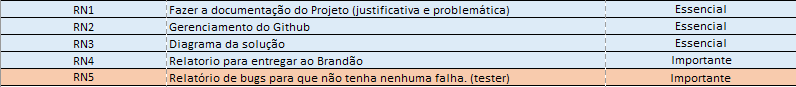 RN1 Fazer a documentação do Projeto (justificativa e problemática) Essencial
RN2 Gerenciamento do Github Essencial
RN3 Diagrama da solução Essencial
RN4 Relatorio para entregar ao Brandão Importante
RN5 Relatório de bugs para que não tenha nenhuma falha. (tester) Importante